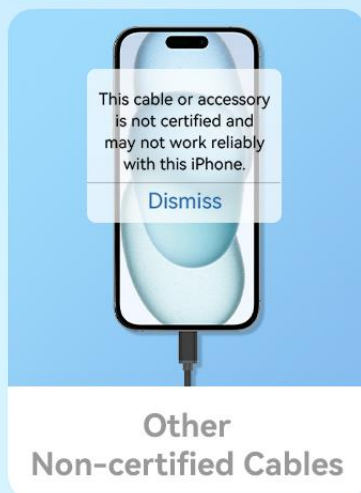 This cable or accessory
is not certified and
may not work reliably
with this iPhone.
Dismiss
Other
Non-certified Cables